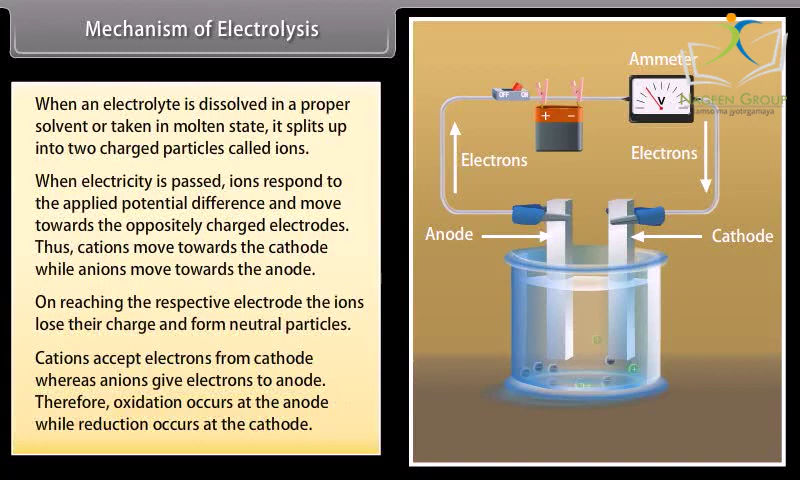 Mechanism of Electrolysis
When an electrolyte is dissolved in a proper
solvent or taken in molten state, it splits up
into two charged particles called ions.
When electricity is passed, ions respond to
the applied potential difference and move
towards the oppositely charged electrodes.
Thus, cations move towards the cathode
while anions move towards the anode.
On reaching the respective electrode the ions
lose their charge and form neutral particles.
Cations accept electrons from cathode
whereas anions give electrons to anode.
Therefore, oxidation occurs at the anode
while reduction occurs at the cathode.
Ammeter
OFF ON
+ −
V
Nageen Group
Electrons
Electrons
Anode
Cathode